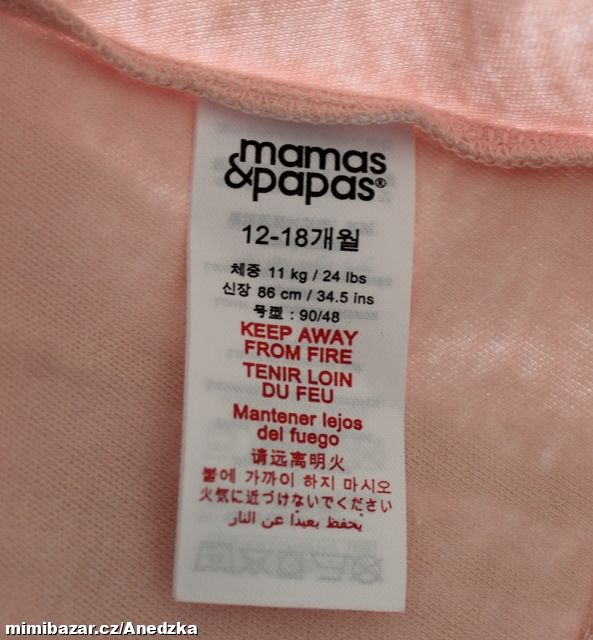 mamas
&papas®
12-18개월
체중 11 kg / 24 lbs
신장 86 cm / 34.5 ins
号型 : 90/48
KEEP AWAY
FROM FIRE
TENIR LOIN
DU FEU
Mantener lejos
del fuego
请远离明火
불에 가까이 하지 마시오
火気に近づけないでください
يحفظ بعيدًا عن النار
mimibazar.cz/Anedzka